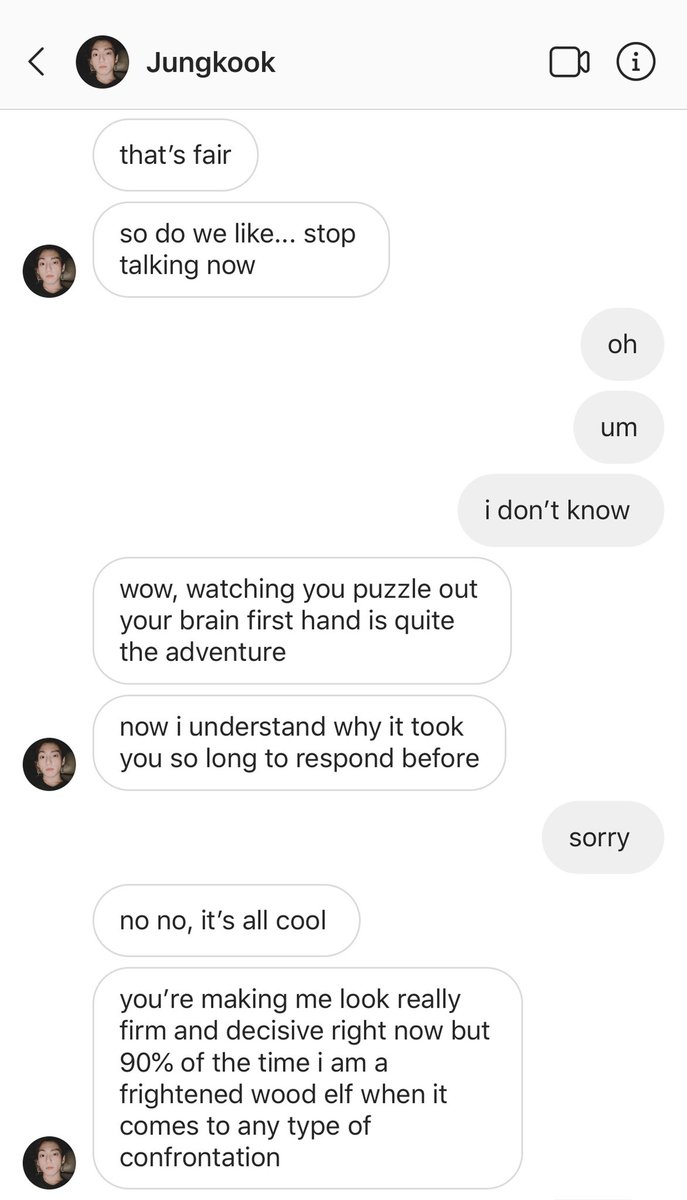 Jungkook
that’s fair
so do we like... stop
talking now
oh
um
i don’t know
wow, watching you puzzle out
your brain first hand is quite
the adventure
now i understand why it took
you so long to respond before
sorry
no no, it’s all cool
you’re making me look really
firm and decisive right now but
90% of the time i am a
frightened wood elf when it
comes to any type of
confrontation